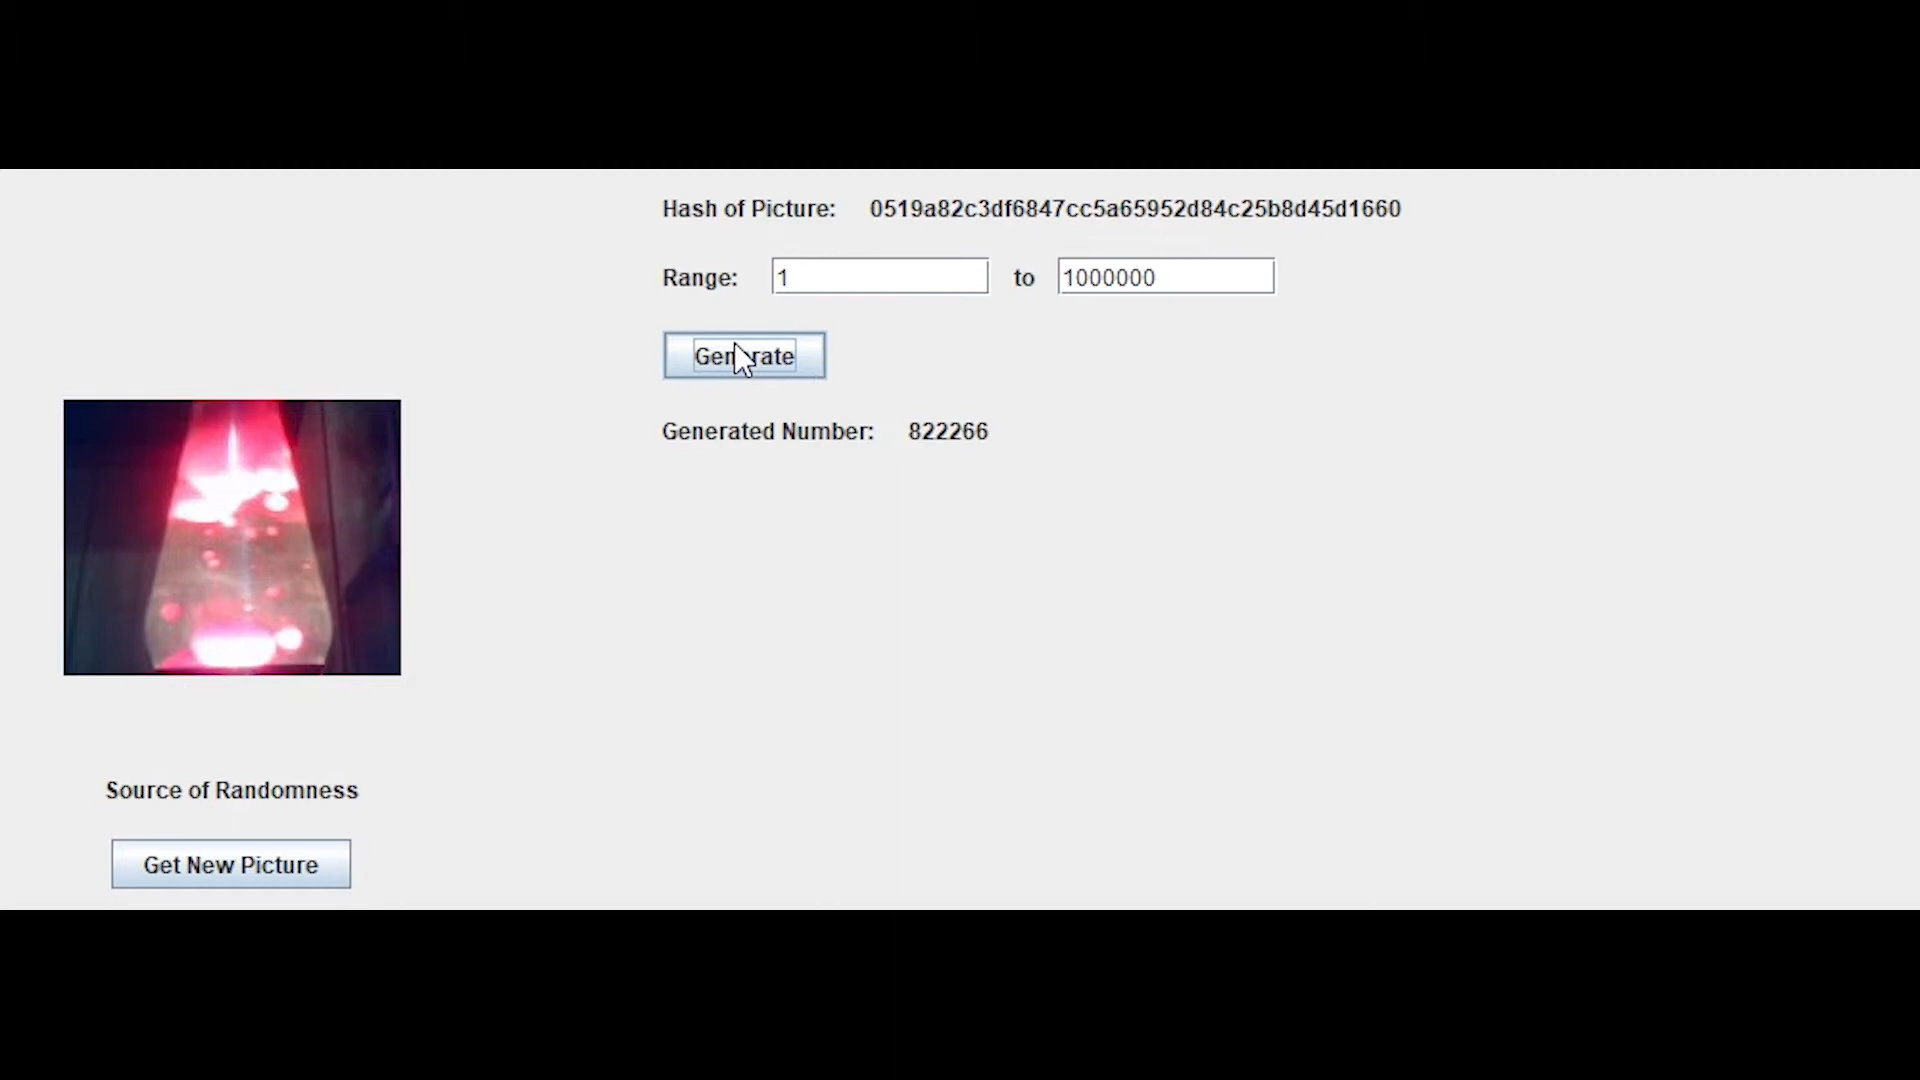 Hash of Picture: 0519a82c3df6847cc5a65952d84c25b8d45d1660
Range: 1 to 1000000
Generate
Generated Number: 822266
Source of Randomness
Get New Picture